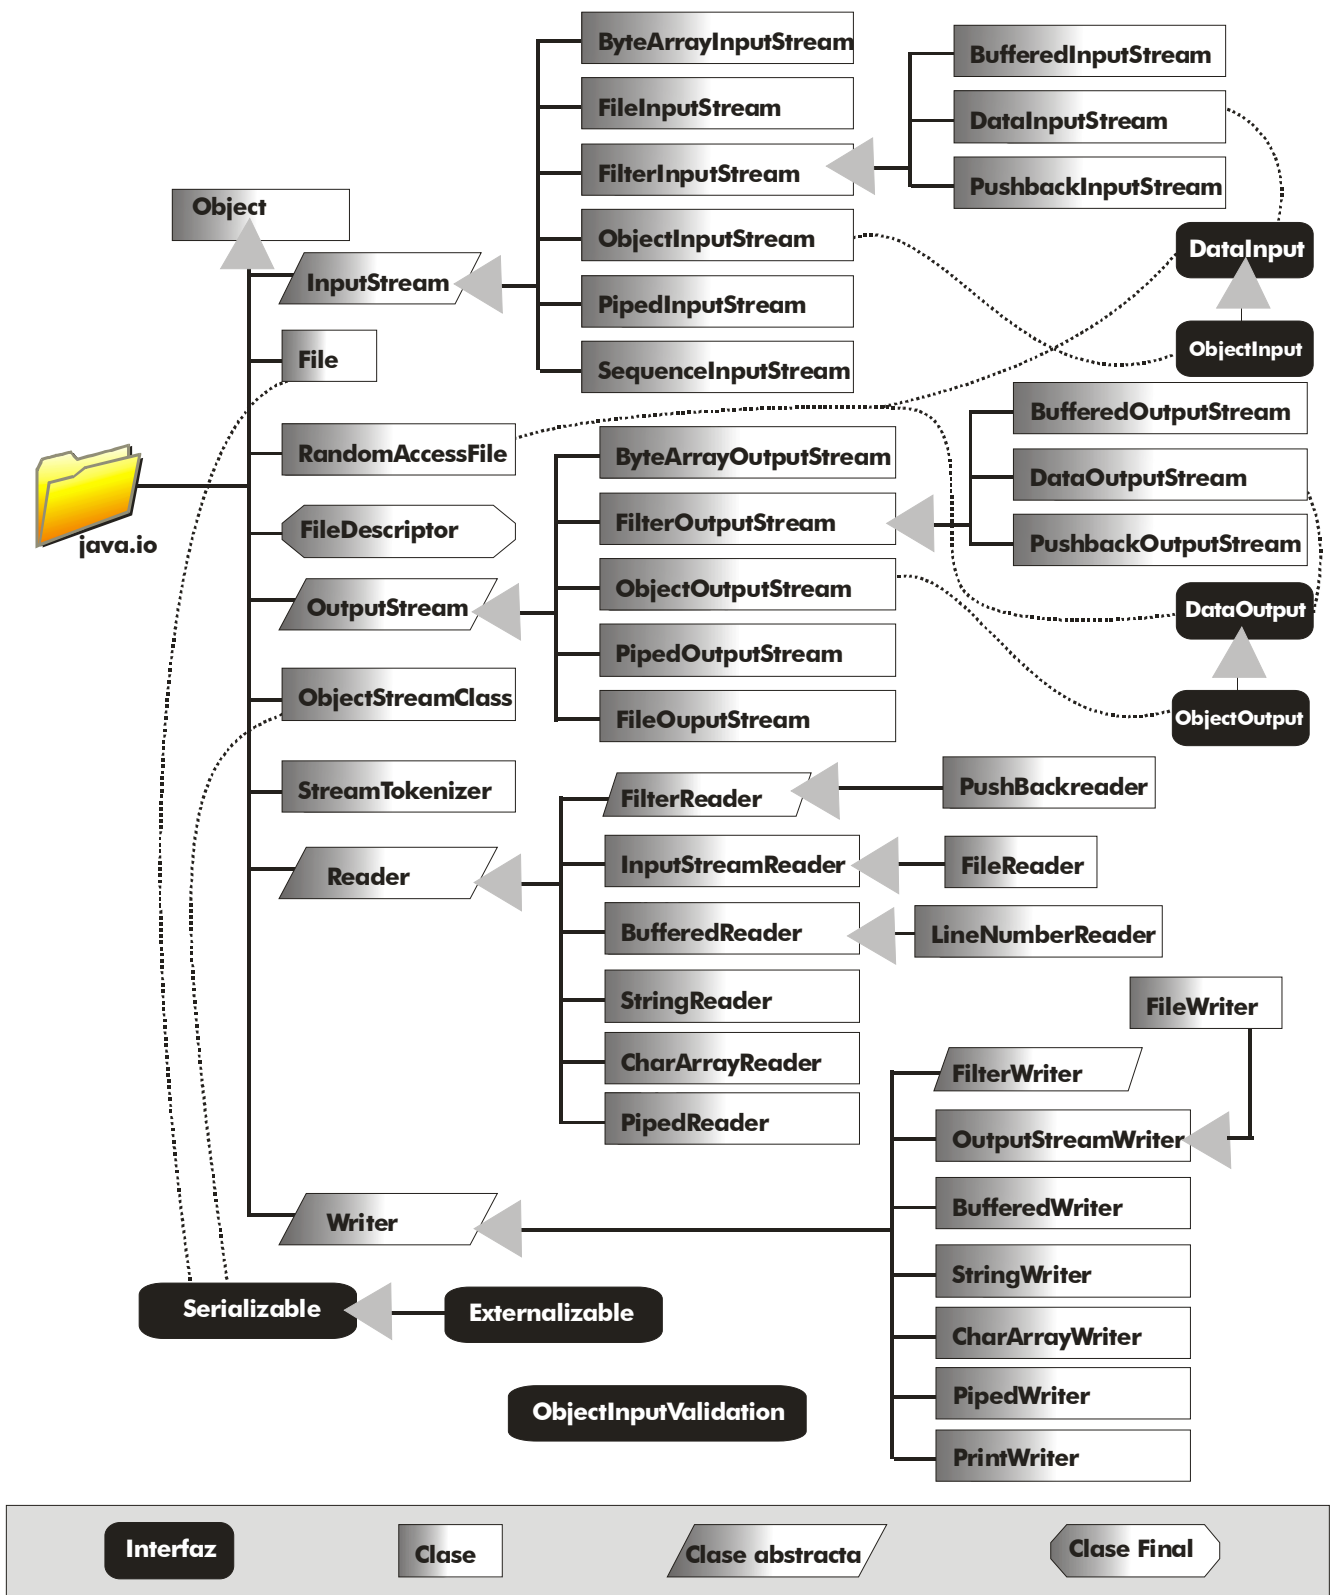 ByteArrayInputStream
FileInputStream
FilterInputStream
ObjectInputStream
PipedInputStream
SequenceInputStream
BufferedInputStream
DataInputStream
PushbackInputStream
Object
InputStream
DataInput
ObjectInput
File
RandomAccessFile
FileDescriptor
java.io
OutputStream
ByteArrayOutputStream
FilterOutputStream
ObjectOutputStream
PipedOutputStream
FileOuputStream
BufferedOutputStream
DataOutputStream
PushbackOutputStream
DataOutput
ObjectOutput
ObjectStreamClass
StreamTokenizer
Reader
FilterReader
InputStreamReader
BufferedReader
StringReader
CharArrayReader
PipedReader
PushBackreader
FileReader
LineNumberReader
FileWriter
Writer
FilterWriter
OutputStreamWriter
BufferedWriter
StringWriter
CharArrayWriter
PipedWriter
PrintWriter
Serializable
Externalizable
ObjectInputValidation
Interfaz
Clase
Clase abstracta
Clase Final